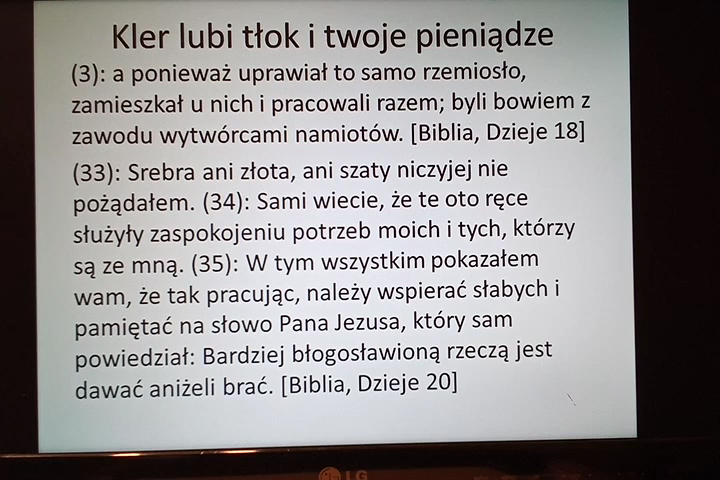 Kler lubi tłok i twoje pieniądze
(3): a ponieważ uprawiał to samo rzemiosło,
zamieszkał u nich i pracowali razem; byli bowiem z
zawodu wytwórcami namiotów. [Biblia, Dzieje 18]
(33): Srebra ani złota, ani szaty niczyjej nie
pożądałem. (34): Sami wiecie, że te oto ręce
służyły zaspokojeniu potrzeb moich i tych, którzy
są ze mną. (35): W tym wszystkim pokazałem
wam, że tak pracując, należy wspierać słabych i
pamiętać na słowo Pana Jezusa, który sam
powiedział: Bardziej błogosławioną rzeczą jest
dawać aniżeli brać. [Biblia, Dzieje 20]
LG